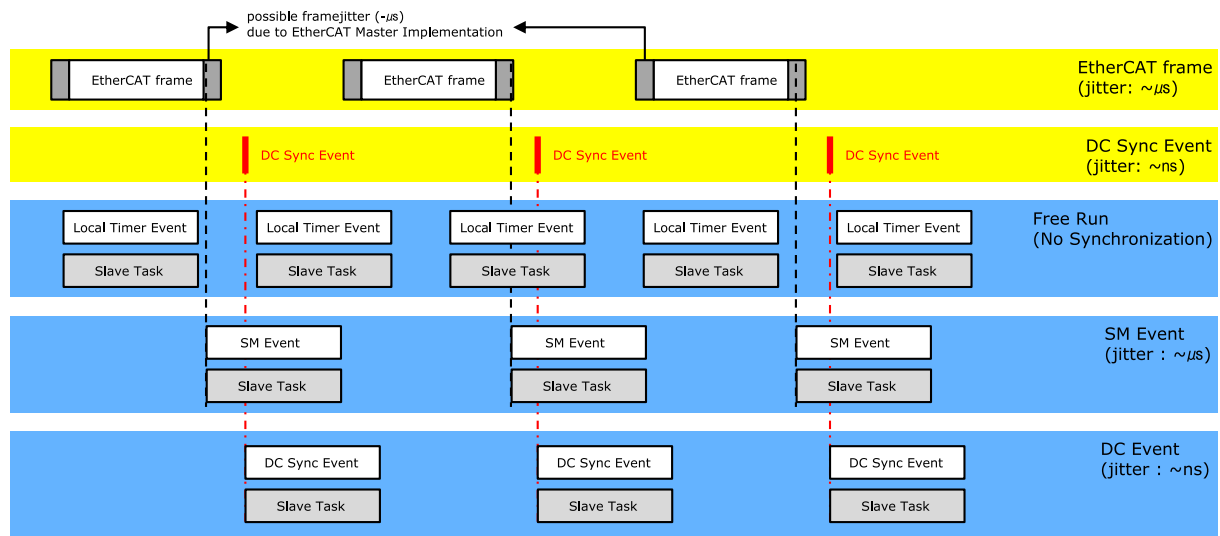 possible framejitter (-μs)
due to EtherCAT Master Implementation
EtherCAT frame
EtherCAT frame
EtherCAT frame
EtherCAT frame
(jitter: ~μs)
DC Sync Event
DC Sync Event
DC Sync Event
DC Sync Event
(jitter: ~ns)
Local Timer Event
Local Timer Event
Local Timer Event
Local Timer Event
Local Timer Event
Free Run
(No Synchronization)
Slave Task
Slave Task
Slave Task
Slave Task
Slave Task
SM Event
SM Event
SM Event
SM Event
(jitter : ~μs)
Slave Task
Slave Task
Slave Task
DC Sync Event
DC Sync Event
DC Sync Event
DC Event
(jitter : ~ns)
Slave Task
Slave Task
Slave Task